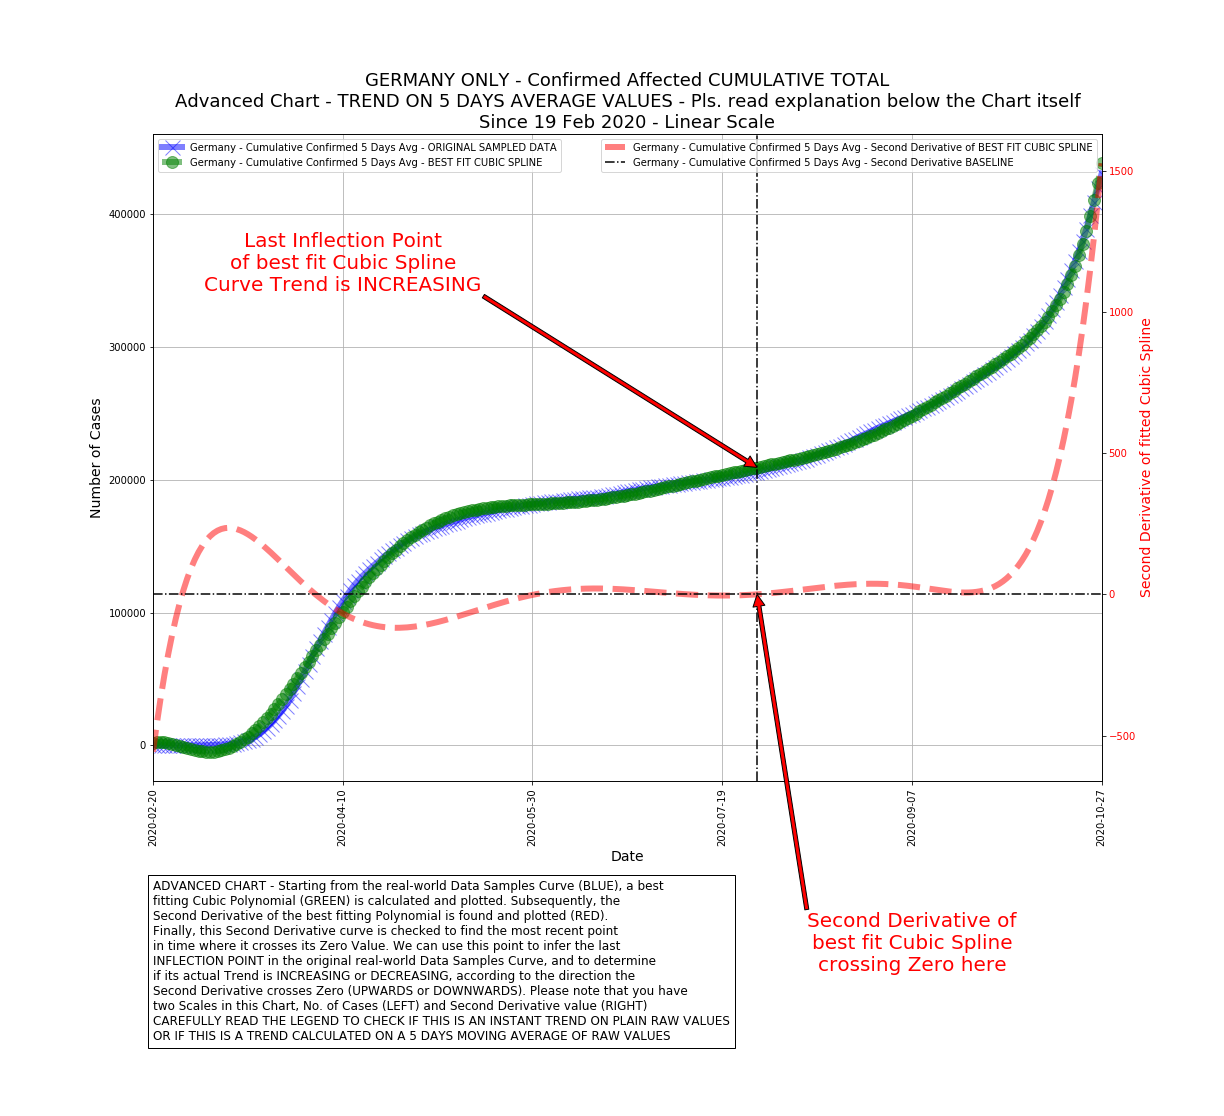 GERMANY ONLY - Confirmed Affected CUMULATIVE TOTAL
Advanced Chart - TREND ON 5 DAYS AVERAGE VALUES - Pls. read explanation below the Chart itself
Since 19 Feb 2020 - Linear Scale
Germany - Cumulative Confirmed 5 Days Avg - ORIGINAL SAMPLED DATA
Germany - Cumulative Confirmed 5 Days Avg - BEST FIT CUBIC SPLINE
Germany - Cumulative Confirmed 5 Days Avg - Second Derivative of BEST FIT CUBIC SPLINE
Germany - Cumulative Confirmed 5 Days Avg - Second Derivative BASELINE
Last Inflection Point
of best fit Cubic Spline
Curve Trend is INCREASING
Number of Cases
400000
300000
200000
100000
0
1500
1000
500
0
−500
Second Derivative of fitted Cubic Spline
2020-02-20
2020-04-10
2020-05-30
2020-07-19
2020-09-07
2020-10-27
Date
ADVANCED CHART - Starting from the real-world Data Samples Curve (BLUE), a best
fitting Cubic Polynomial (GREEN) is calculated and plotted. Subsequently, the
Second Derivative of the best fitting Polynomial is found and plotted (RED).
Finally, this Second Derivative curve is checked to find the most recent point
in time where it crosses its Zero Value. We can use this point to infer the last
INFLECTION POINT in the original real-world Data Samples Curve, and to determine
if its actual Trend is INCREASING or DECREASING, according to the direction the
Second Derivative crosses Zero (UPWARDS or DOWNWARDS). Please note that you have
two Scales in this Chart, No. of Cases (LEFT) and Second Derivative value (RIGHT)
CAREFULLY READ THE LEGEND TO CHECK IF THIS IS AN INSTANT TREND ON PLAIN RAW VALUES
OR IF THIS IS A TREND CALCULATED ON A 5 DAYS MOVING AVERAGE OF RAW VALUES
Second Derivative of
best fit Cubic Spline
crossing Zero here